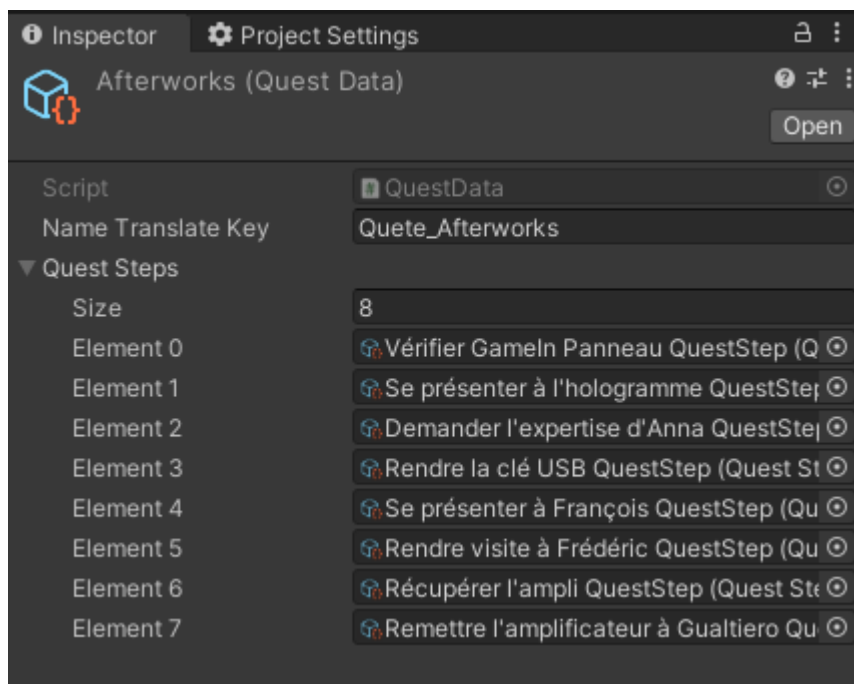 Inspector Project Settings
Afterworks (Quest Data)
Open
Script QuestData
Name Translate Key Quete_Afterworks
Quest Steps
Size 8
Element 0 Vérifier GameIn Panneau QuestStep (Q
Element 1 Se présenter à l'hologramme QuestStep
Element 2 Demander l'expertise d'Anna QuestStep
Element 3 Rendre la clé USB QuestStep (Quest St
Element 4 Se présenter à François QuestStep (Qu
Element 5 Rendre visite à Frédéric QuestStep (Qu
Element 6 Récupérer l'ampli QuestStep (Quest Ste
Element 7 Remettre l'amplificateur à Gualtiero Qu